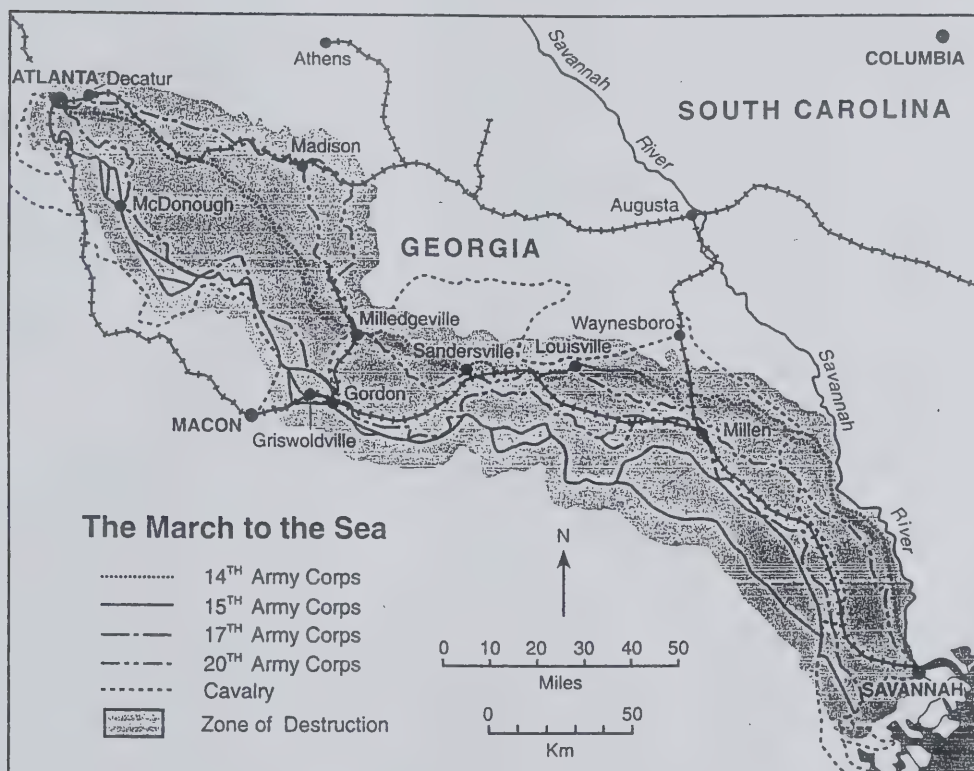 Athens
COLUMBIA
ATLANTA
Decatur
Savannah
River
SOUTH CAROLINA
Madison
McDonough
Augusta
GEORGIA
Milledgeville
Sandersville
Louisville
Waynesboro
Savannah
River
Gordon
MACON
Griswoldville
Millen
SAVANNAH
The March to the Sea
14TH Army Corps
15TH Army Corps
17TH Army Corps
20TH Army Corps
Cavalry
Zone of Destruction
N
0 10 20 30 40 50
Miles
0 50
Km